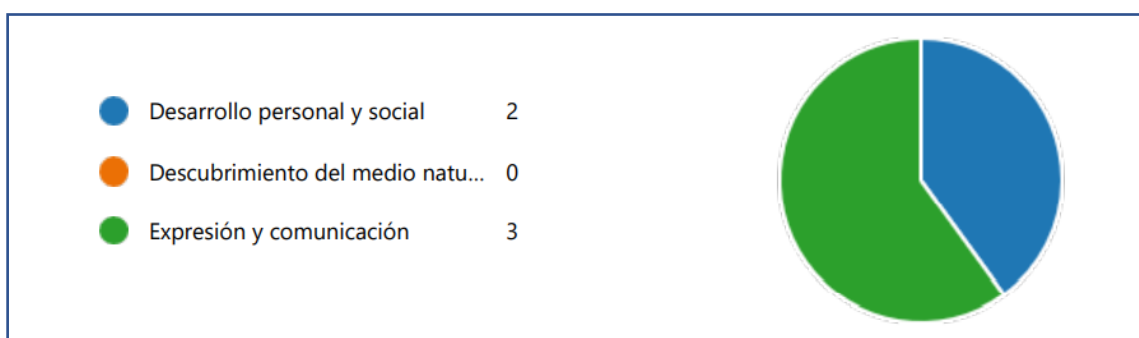 Desarrollo personal y social 2
Descubrimiento del medio natu... 0
Expresión y comunicación 3